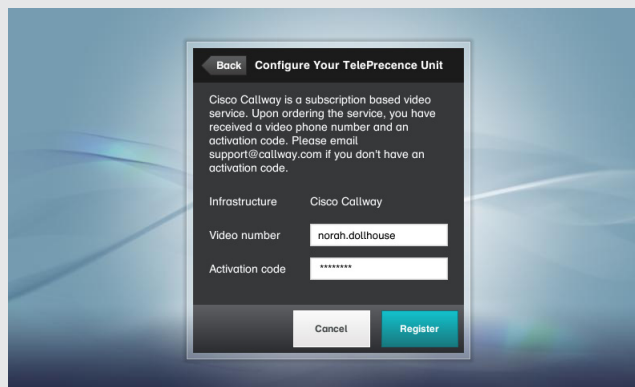 Back Configure Your TelePrecence Unit
Cisco Callway is a subscription based video
service. Upon ordering the service, you have
received a video phone number and an
activation code. Please email
support@callway.com if you don't have an
activation code.
Infrastructure Cisco Callway
Video number norah.dollhouse
Activation code ********
Cancel Register